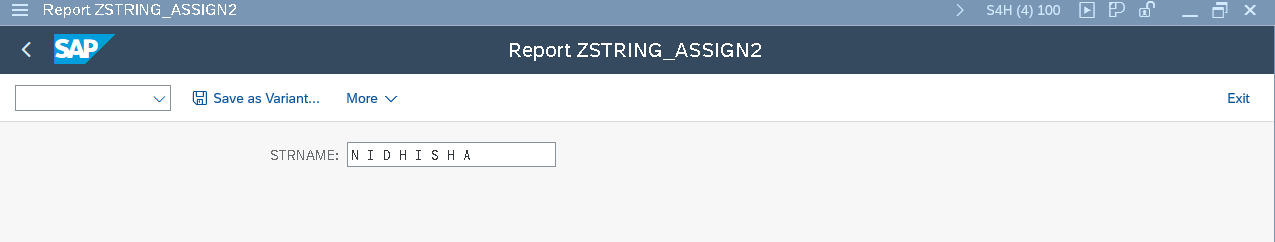 Report ZSTRING_ASSIGN2 S4H (4) 100
SAP Report ZSTRING_ASSIGN2
Save as Variant... More Exit
STRNAME: N I D H I S H A